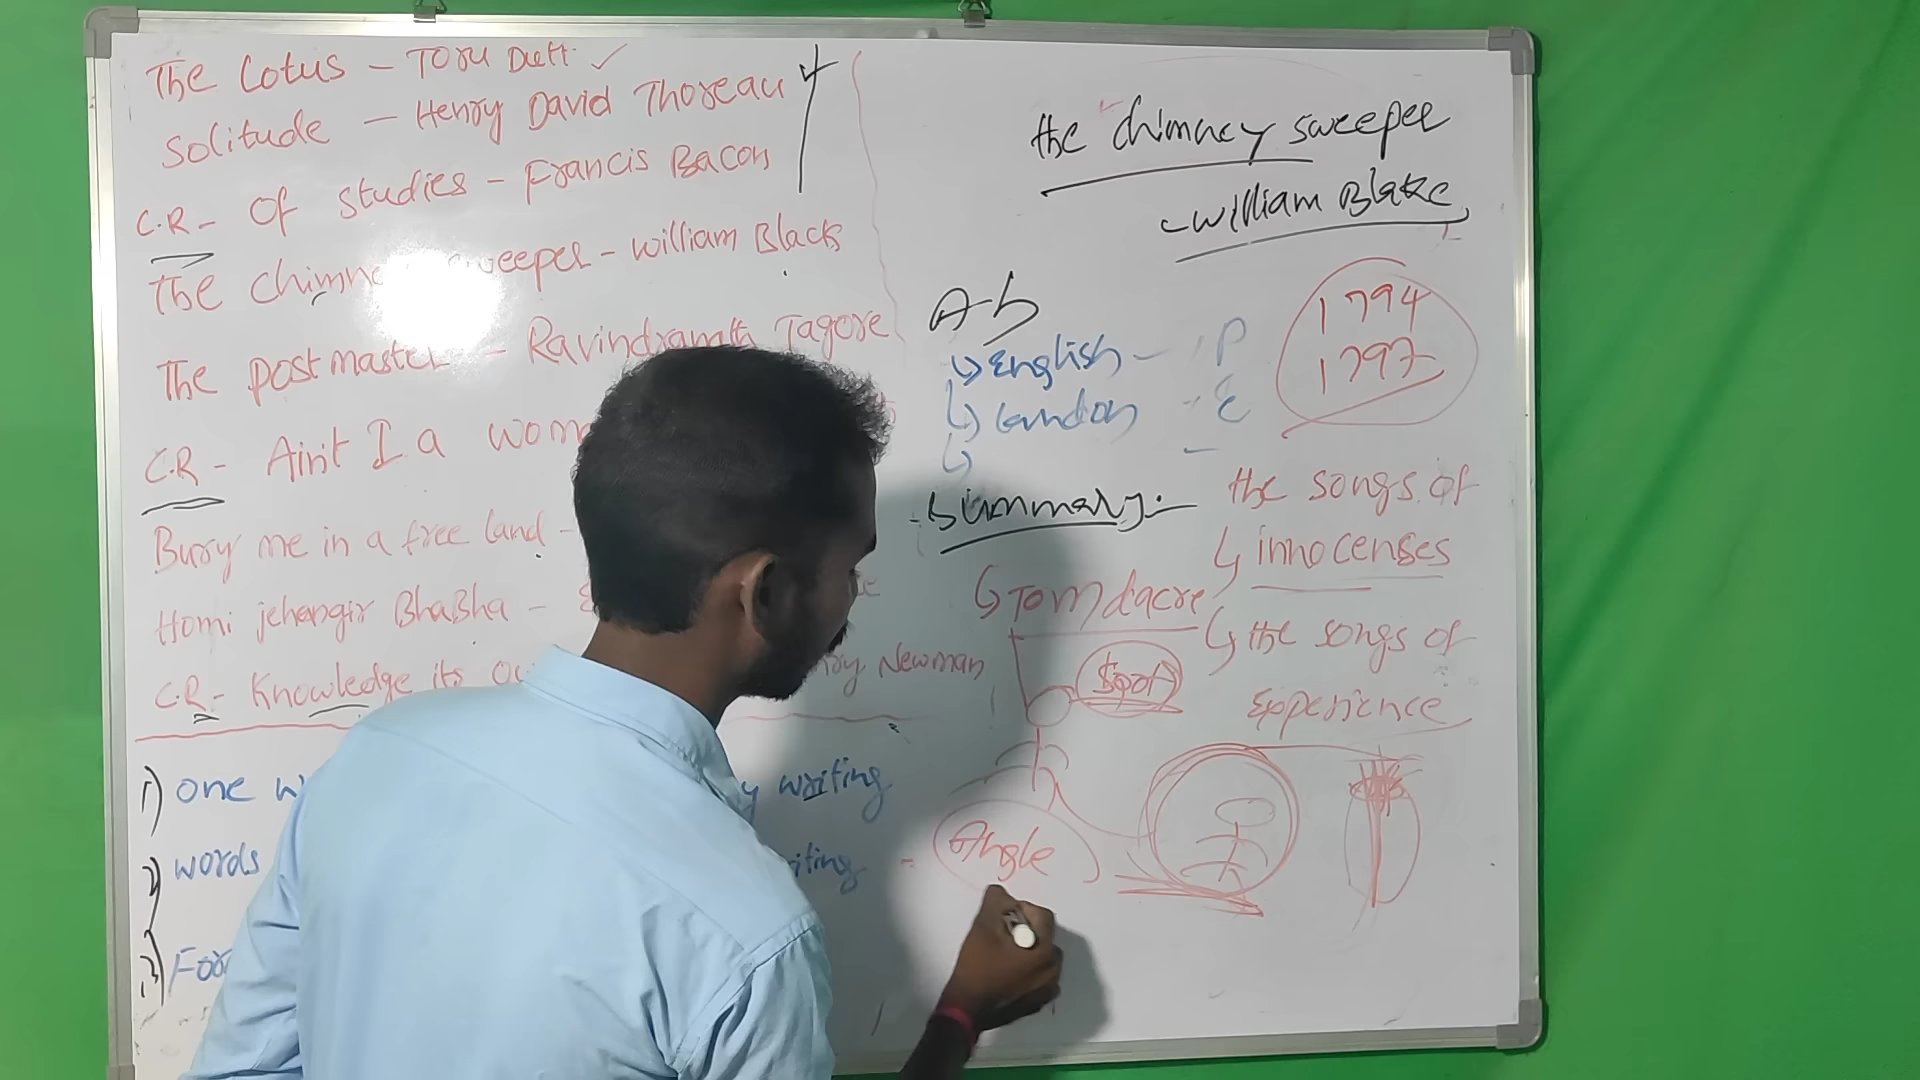 The Lotus - Toru Dutt ✓
Solitude - Henry David Thoreau
C.R - Of studies - Francis Bacon
The chimne sweeper - William Black
The postmaster - Ravindranath Tagore
C.R - Ain't I a wom
Bury me in a free land -
Homi jehangir BhaBha -
C.R - Knowledge its Newman
1) one writing
2) words
3) For
the chimney sweeper
- William Blake
A-b
↳ English - P
↳ London - E
1794
1797
Summary:-
the songs of
↳ innocenses
↳ Tom dacre
↳ the songs of
experience
Soot
Angle